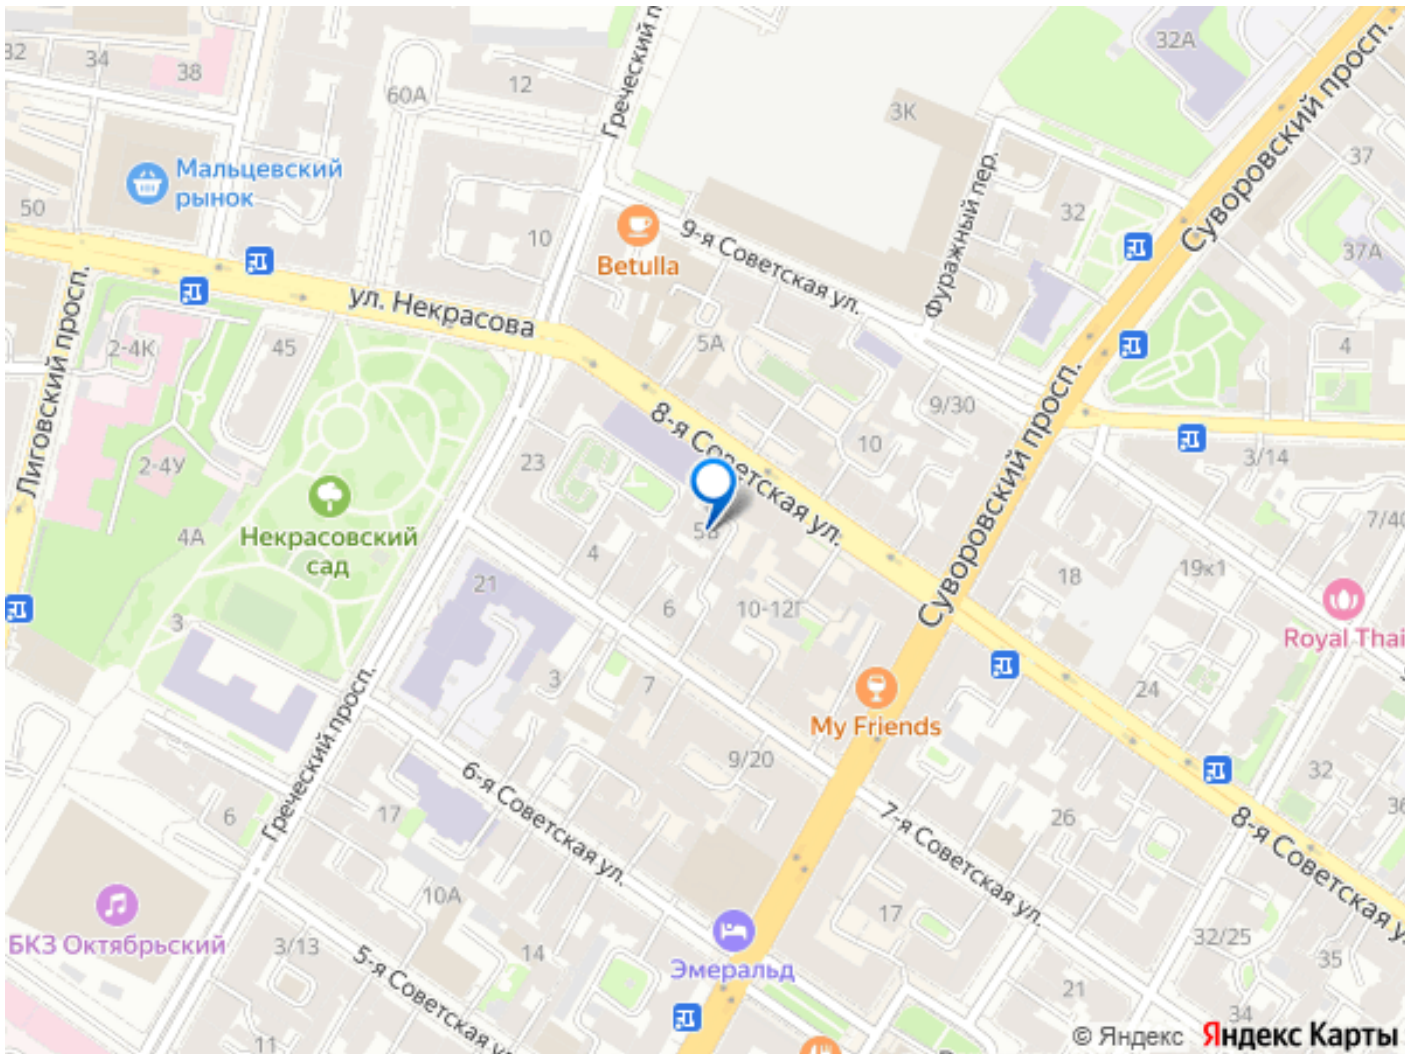 Греческий п
32А
Суворовский просп.
32
34
38
12
60А
3К
37
Мальцевский
рынок
Фуражный пер.
50
32
10
9-я Советская ул.
Суворовский просп.
37А
Betulla
ул. Некрасова
Лиговский просп.
2-4К
45
5А
4
9/30
8-я Советская ул.
10
Суворовский просп.
23
2-4У
3/14
7/40
4А
Некрасовский
сад
4
18
19к1
21
6
10-12Г
3
Royal Thai
3
7
24
My Friends
Греческий просп.
9/20
6-я Советская ул.
32
17
6
7-я Советская ул.
26
8-я Советская у
10А
17
БКЗ Октябрьский
3/13
14
32/25
35
5-я Советская ул.
Эмеральд
21
34
11
© Яндекс Яндекс Карты